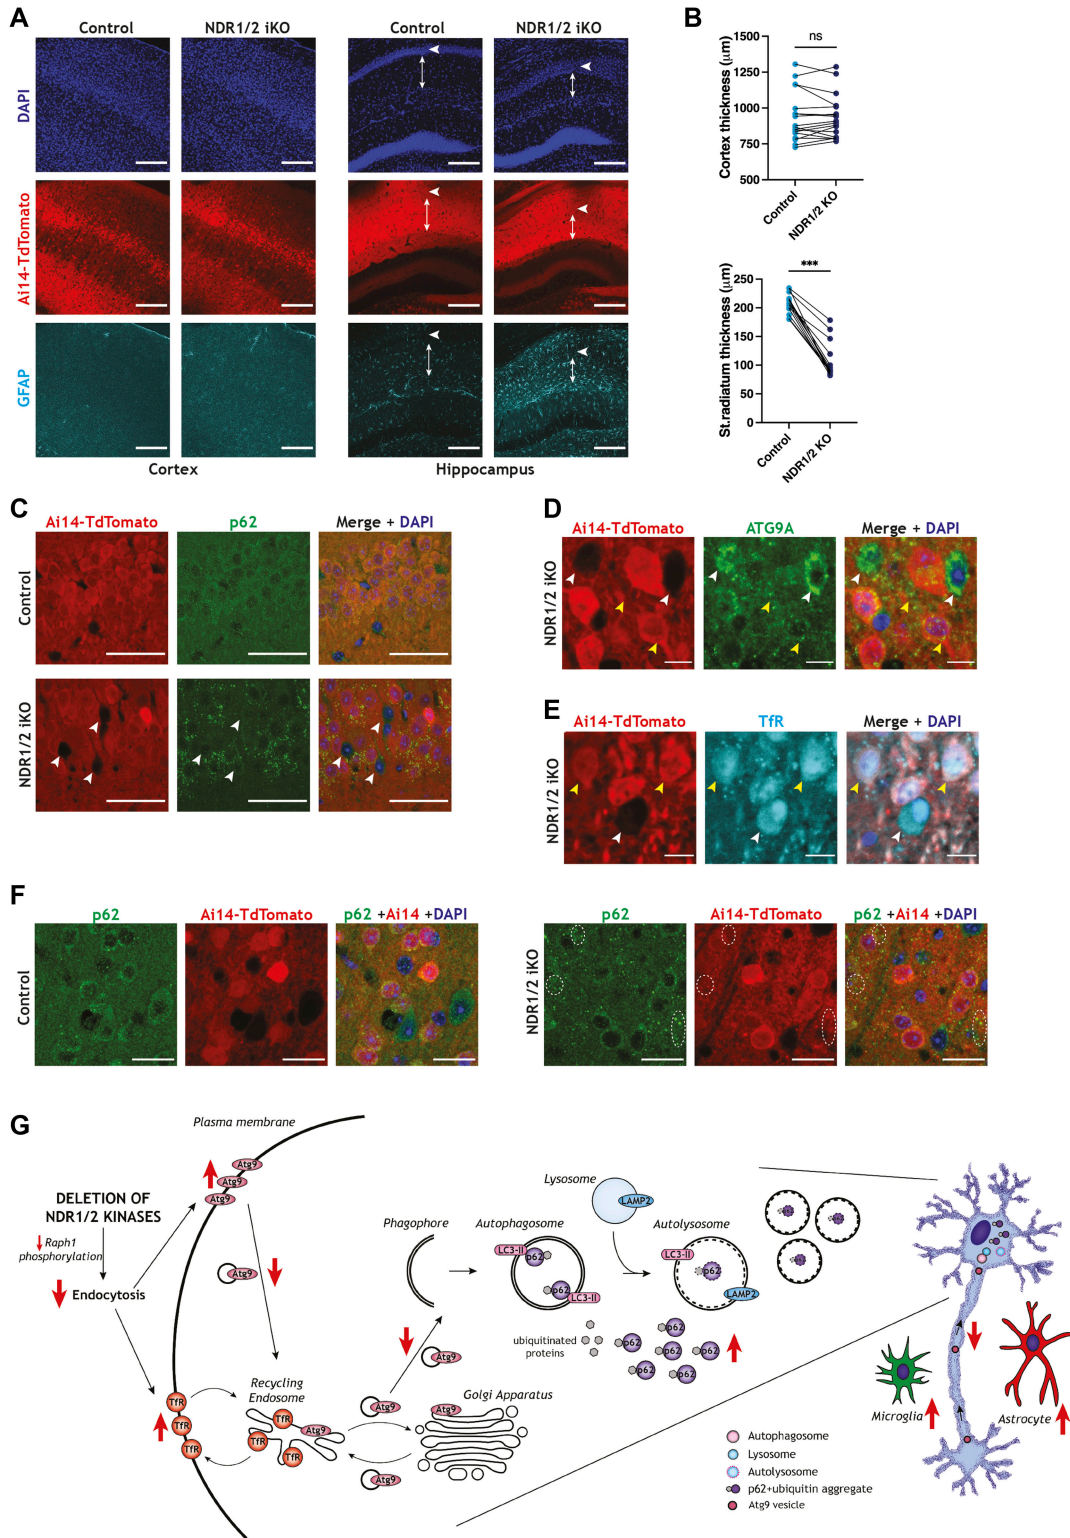 A
Control
NDR1/2 iKO
Control
NDR1/2 iKO
DAPI
Ai14-TdTomato
GFAP
Cortex
Hippocampus
B
Cortex thickness (μm)
1500
1250
1000
750
500
ns
Control
NDR1/2 KO
St.radiatum thickness (μm)
250
200
150
100
50
0
***
Control
NDR1/2 KO
C
Ai14-TdTomato
p62
Merge + DAPI
Control
NDR1/2 iKO
D
Ai14-TdTomato
ATG9A
Merge + DAPI
NDR1/2 iKO
E
Ai14-TdTomato
TfR
Merge + DAPI
NDR1/2 iKO
F
p62
Ai14-TdTomato
p62 +Ai14 +DAPI
Control
p62
Ai14-TdTomato
p62 +Ai14 +DAPI
NDR1/2 iKO
G
Plasma membrane
Atg9
Atg9
Atg9
DELETION OF
NDR1/2 KINASES
Raph1
phosphorylation
Endocytosis
Atg9
TfR
TfR
TfR
Recycling
Endosome
TfR
Atg9
TfR
TfR
Atg9
Atg9
Atg9
Atg9
Golgi Apparatus
Phagophore
Autophagosome
LC3-II
p62
p62
LC3-II
Lysosome
LAMP2
Autolysosome
LC3-II
p62
LAMP2
ubiquitinated
proteins
p62
p62
p62
p62
p62
p62
Microglia
Astrocyte
Autophagosome
Lysosome
Autolysosome
p62+ubiquitin aggregate
Atg9 vesicle